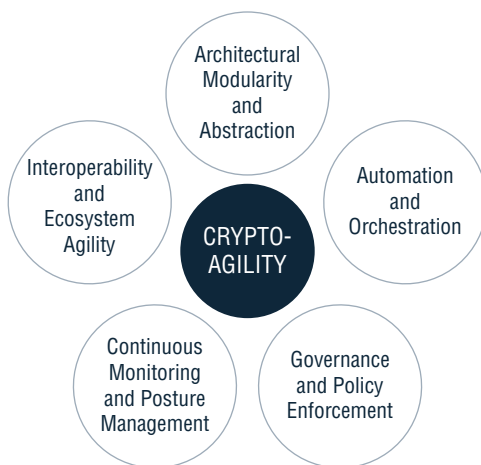 Architectural
Modularity
and
Abstraction
Automation
and
Orchestration
Governance
and Policy
Enforcement
Continuous
Monitoring
and Posture
Management
Interoperability
and
Ecosystem
Agility
CRYPTO-
AGILITY